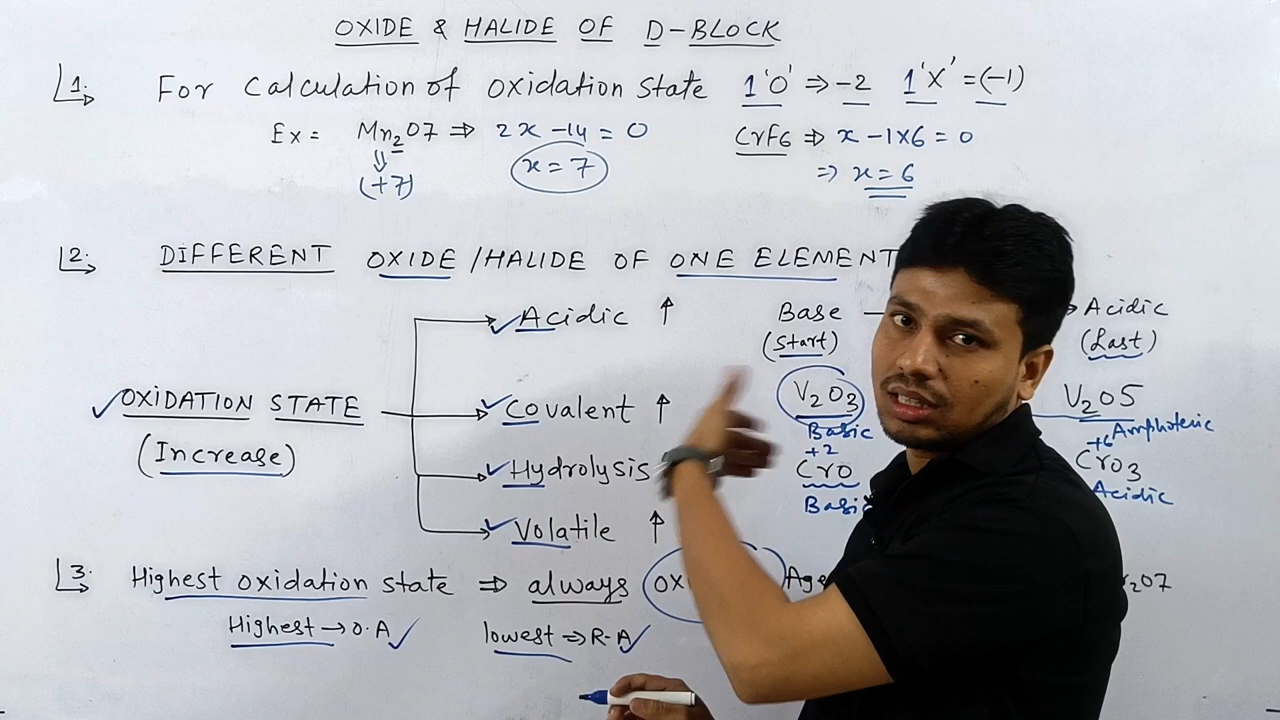 OXIDE & HALIDE OF D-BLOCK
1. For Calculation of oxidation state 1'O' ⇒ -2 1'X' = (-1)
Ex = Mn2O7 ⇒ 2x - 14 = 0 CrF6 ⇒ x - 1x6 = 0
⇓ x = 7 ⇒ x = 6
(+7)
2. DIFFERENT OXIDE /HALIDE OF ONE ELEMENT
Acidic ↑ Base → Acidic
(Start) (Last)
OXIDATION STATE Covalent ↑ V2O3 V2O5
Basic Amphoteric
(Increase) Hydrolysis +2 +6
CrO CrO3
Basic Acidic
Volatile ↑
3. Highest oxidation state ⇒ always
Highest → O.A ✓ lowest ⇒ R-A ✓